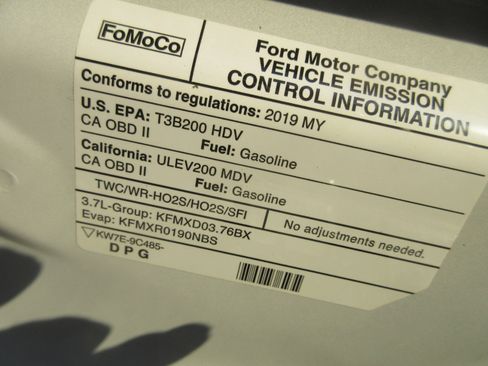 FoMoCo
Ford Motor Company
VEHICLE EMISSION
CONTROL INFORMATION
Conforms to regulations: 2019 MY
U.S. EPA: T3B200 HDV
CA OBD II Fuel: Gasoline
California: ULEV200 MDV
CA OBD II Fuel: Gasoline
TWC/WR-HO2S/HO2S/SFI
No adjustments needed.
3.7L-Group: KFMXD03.76BX
Evap: KFMXR0190NBS
KW7E-9C485-
D P G